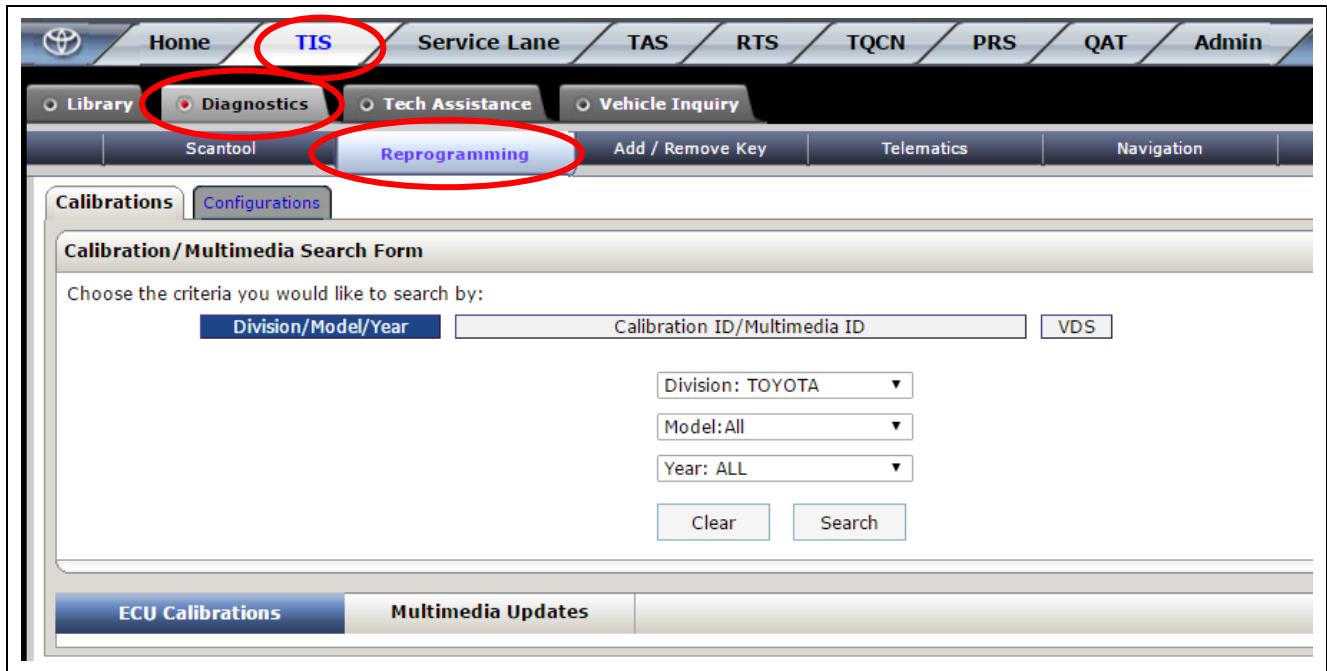 Home TIS Service Lane TAS RTS TQCN PRS QAT Admin
Library Diagnostics Tech Assistance Vehicle Inquiry
Scantool Reprogramming Add / Remove Key Telematics Navigation
Calibrations Configurations
Calibration/Multimedia Search Form
Choose the criteria you would like to search by:
Division/Model/Year Calibration ID/Multimedia ID VDS
Division: TOYOTA
Model:All
Year: ALL
Clear Search
ECU Calibrations Multimedia Updates